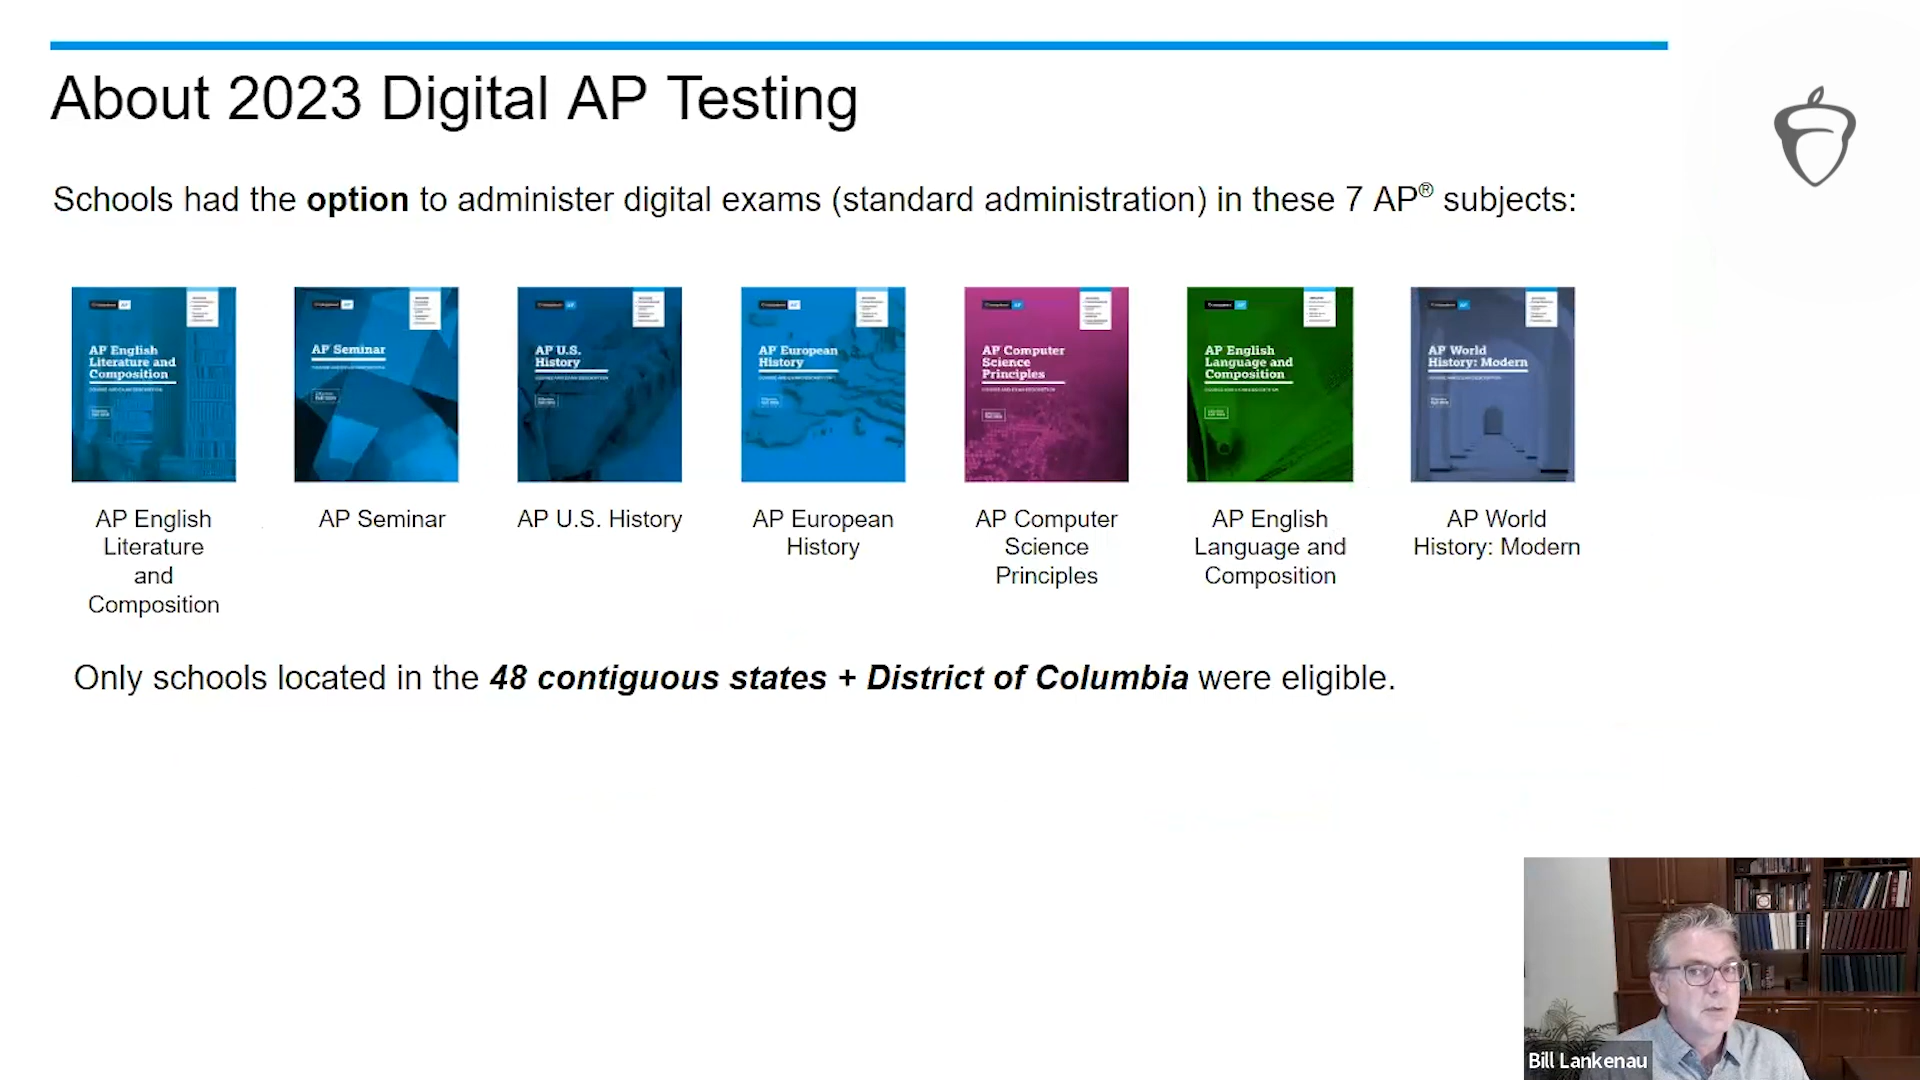 About 2023 Digital AP Testing
Schools had the option to administer digital exams (standard administration) in these 7 AP® subjects:
AP English
Literature and
Composition
AP Seminar
AP U.S.
History
AP European
History
AP Computer
Science
Principles
AP English
Language and
Composition
AP World
History: Modern
AP English
Literature
and
Composition
AP Seminar
AP U.S. History
AP European
History
AP Computer
Science
Principles
AP English
Language and
Composition
AP World
History: Modern
Only schools located in the 48 contiguous states + District of Columbia were eligible.
Bill Lankenau